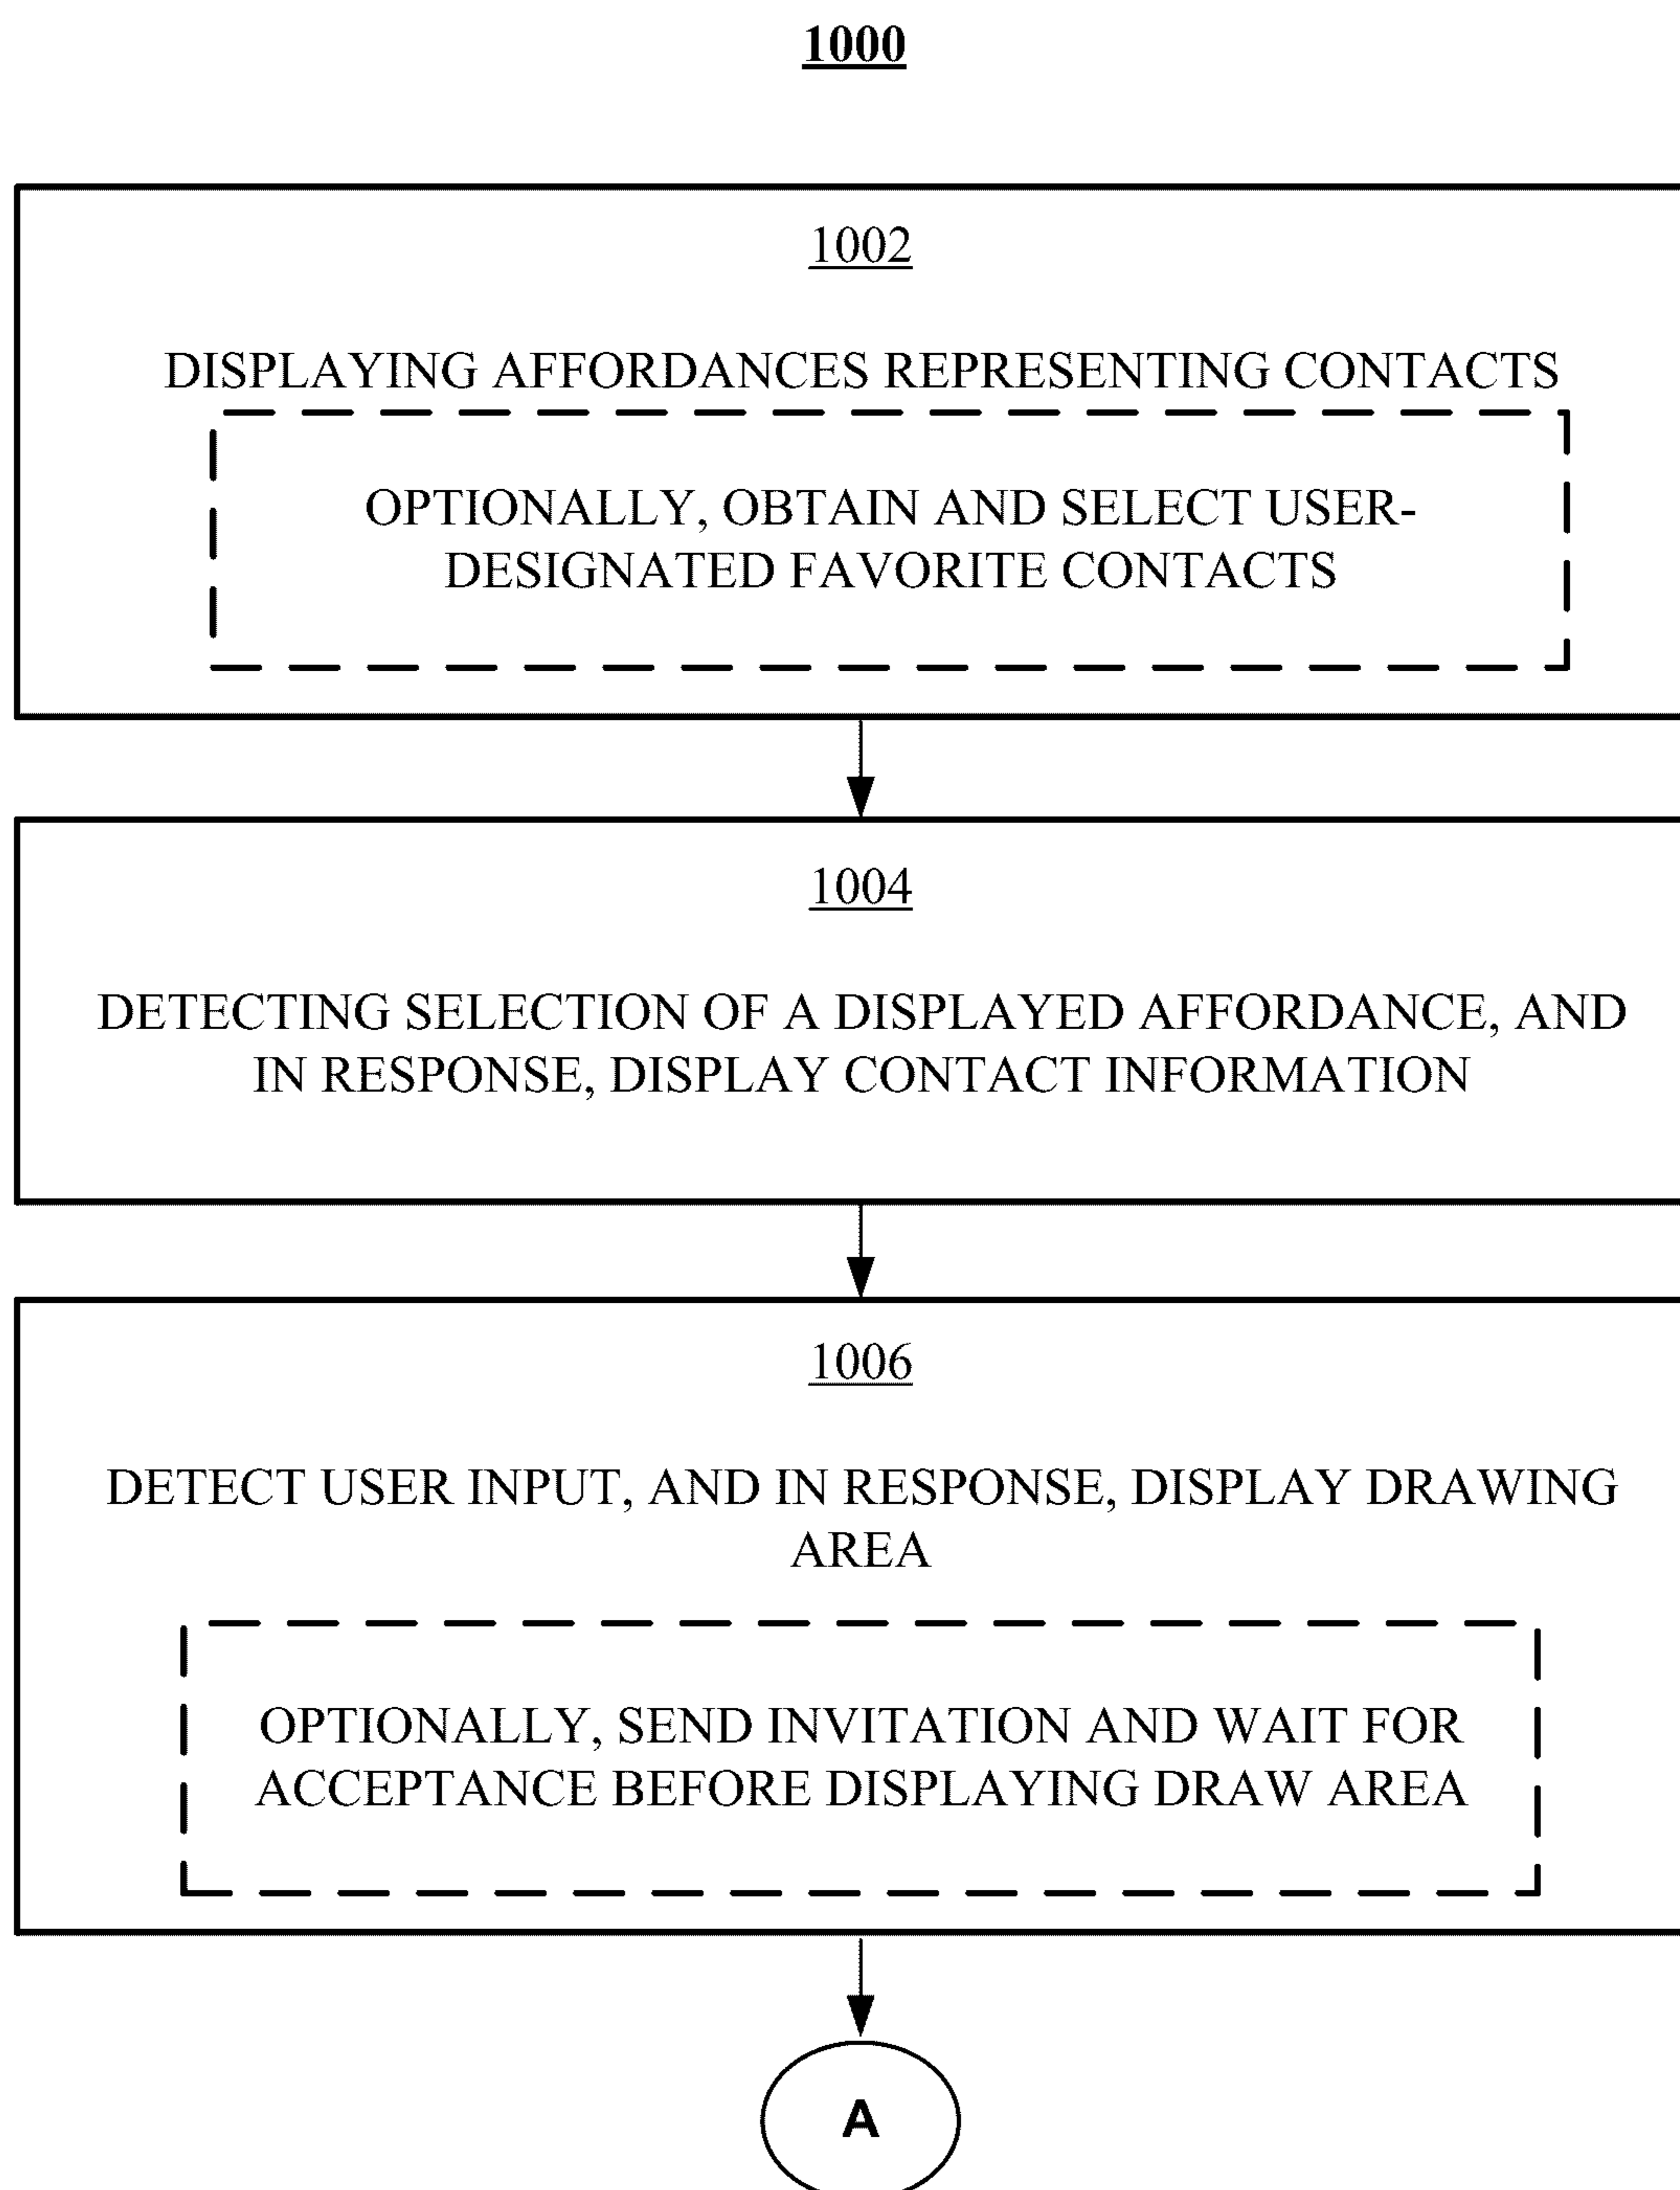 1000
1002
DISPLAYING AFFORDANCES REPRESENTING CONTACTS
OPTIONALLY, OBTAIN AND SELECT USER-
DESIGNATED FAVORITE CONTACTS
1004
DETECTING SELECTION OF A DISPLAYED AFFORDANCE, AND
IN RESPONSE, DISPLAY CONTACT INFORMATION
1006
DETECT USER INPUT, AND IN RESPONSE, DISPLAY DRAWING
AREA
OPTIONALLY, SEND INVITATION AND WAIT FOR
ACCEPTANCE BEFORE DISPLAYING DRAW AREA
A